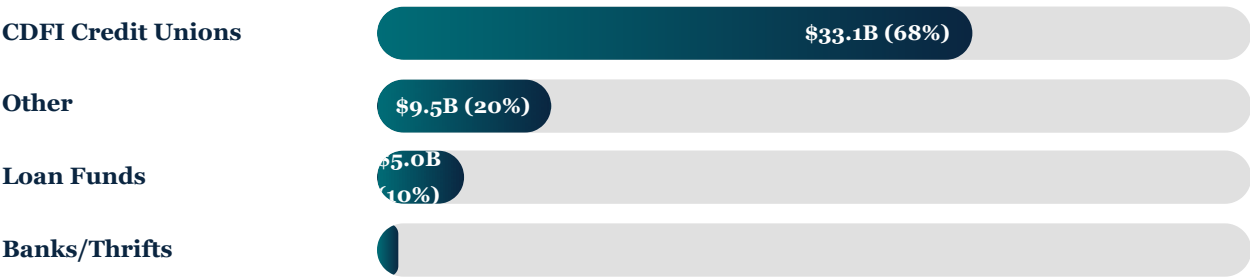 CDFI Credit Unions
$33.1B (68%)
Other
$9.5B (20%)
Loan Funds
$5.0B
(10%)
Banks/Thrifts